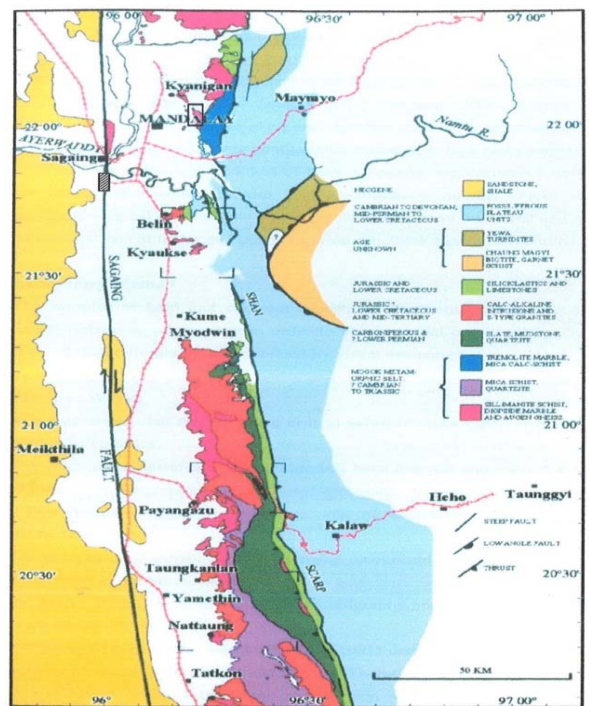 96 00'
96°30'
97 00°
Kyanigan
Maymyo
MANDALAY
22 00'
22 00
Namtu R.
AYERWADDY
Sagaing
NEOGENE
SANDSTONE, SHALE
CAMBRIAN TO DEVONIAN,
MID-PERMIAN TO
LOWER CRETACEOUS
FOSSILIFEROUS
PLATEAU
UNITS
Belin
AGE
UNKNOWN
YEWA
TURBIDITES
Kyaukse
CHAUNG MAGYI
BIOTITE, GARNET
SCHIST
21°30'
21°30'
SAGAING
SHAN
JURASSIC AND
LOWER CRETACEOUS
SILICICLASTICS AND
LIMESTONES
Kume
JURASSIC ?,
LOWER CRETACEOUS
AND MID-TERTIARY
CALC-ALKALINE
INTRUSIONS AND
S-TYPE GRANITES
Myodwin
CARBONIFEROUS &
? LOWER PERMIAN
SLATE, MUDSTONE
QUARTZITE
MOGOK METAM-
ORPHIC BELT,
? CAMBRIAN
TO TRIASSIC
TREMOLITE MARBLE,
MICA CALC-SCHIST
MICA SCHIST,
QUARTZITE
SILLIMANITE SCHIST,
DIOPSIDE MARBLE
AND AUGEN GNEISS
21 00'
21 00
Meikthila
FAULT
Payangazu
Heho
Taunggyi
Kalaw
STEEP FAULT
LOW ANGLE FAULT
THRUST
Taungkanlan
SCARP
20°30'
20°30'
Yamethin
Nattaung
Tatkon
50 KM
96°
96°30'
97 00'